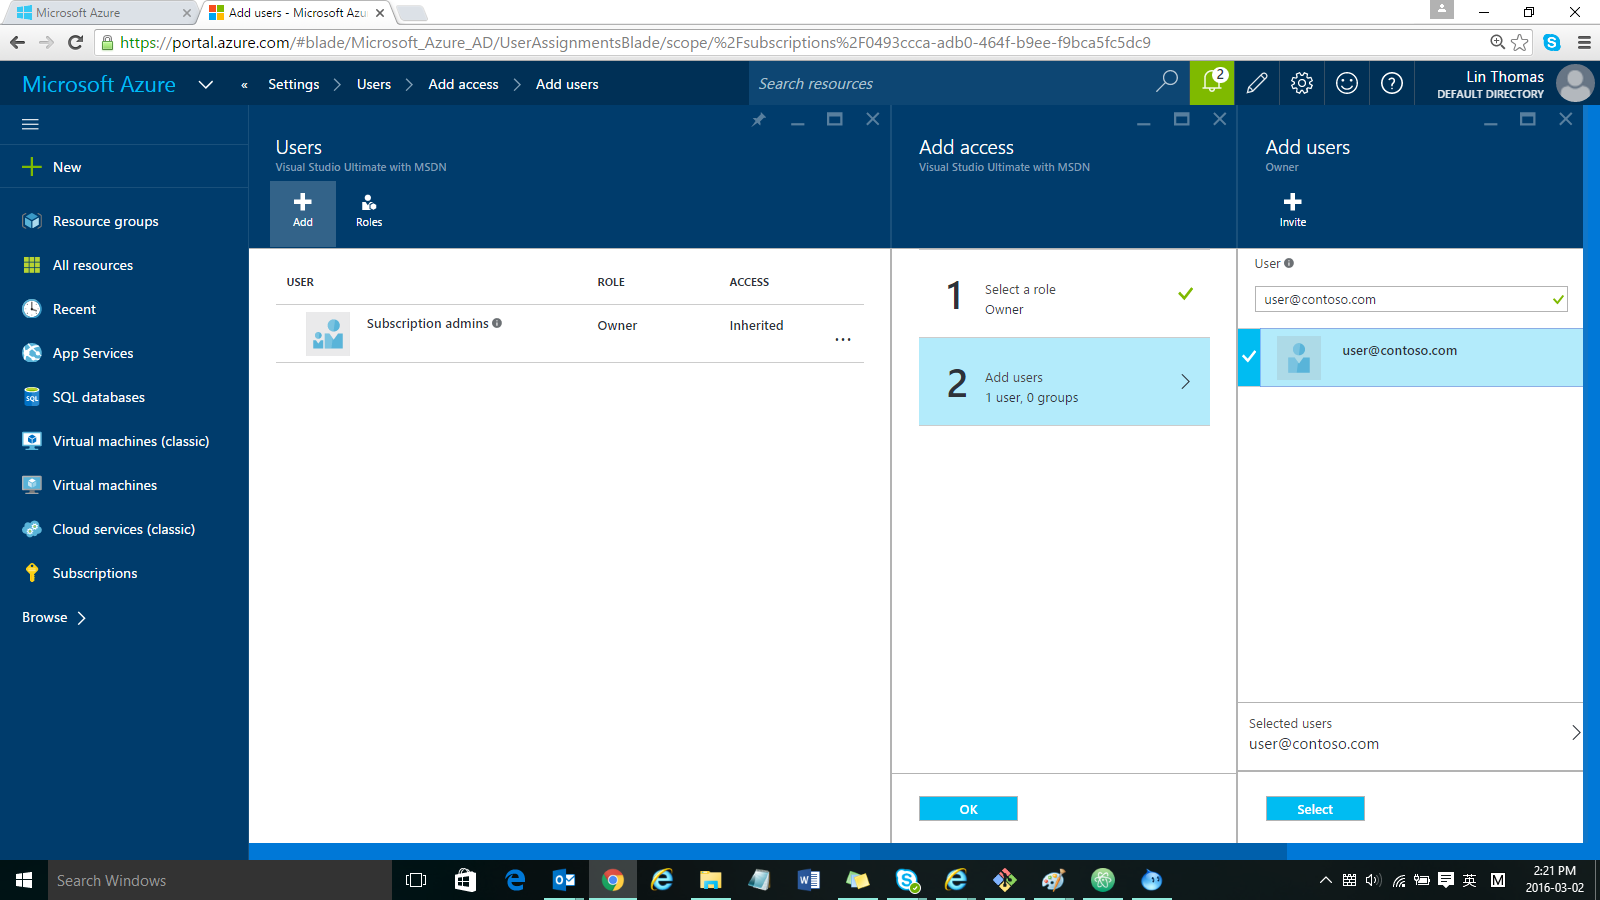 Microsoft Azure
Add users - Microsoft Azu
https://portal.azure.com/#blade/Microsoft_Azure_AD/UserAssignmentsBlade/scope/%2Fsubscriptions%2F0493ccca-adb0-464f-b9ee-f9bca5fc5dc9
Microsoft Azure
« Settings > Users > Add access > Add users
Search resources
2
Lin Thomas
DEFAULT DIRECTORY
New
Resource groups
All resources
Recent
App Services
SQL databases
Virtual machines (classic)
Virtual machines
Cloud services (classic)
Subscriptions
Browse >
Users
Visual Studio Ultimate with MSDN
Add
Roles
USER ROLE ACCESS
Subscription admins Owner Inherited ...
Add access
Visual Studio Ultimate with MSDN
1 Select a role
Owner
2 Add users
1 user, 0 groups
OK
Add users
Owner
Invite
User
user@contoso.com
user@contoso.com
Selected users
user@contoso.com
Select
Search Windows
英
M
2:21 PM
2016-03-02